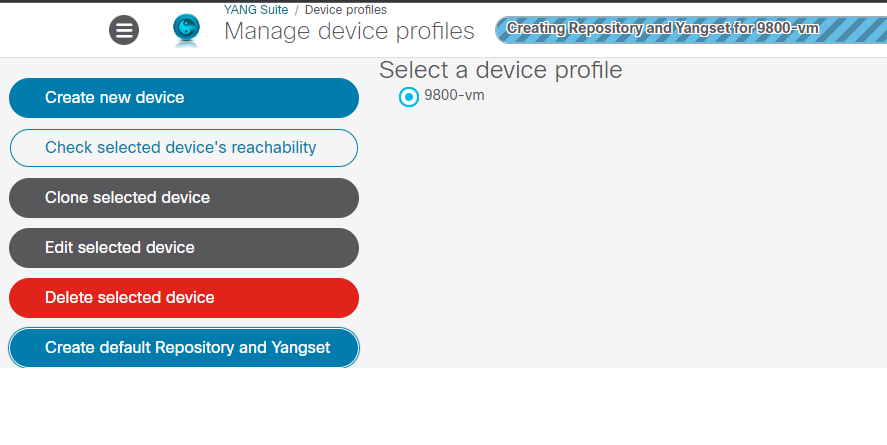 YANG Suite / Device profiles
Manage device profiles
Creating Repository and Yangset for 9800-vm
Select a device profile
9800-vm
Create new device
Check selected device's reachability
Clone selected device
Edit selected device
Delete selected device
Create default Repository and Yangset